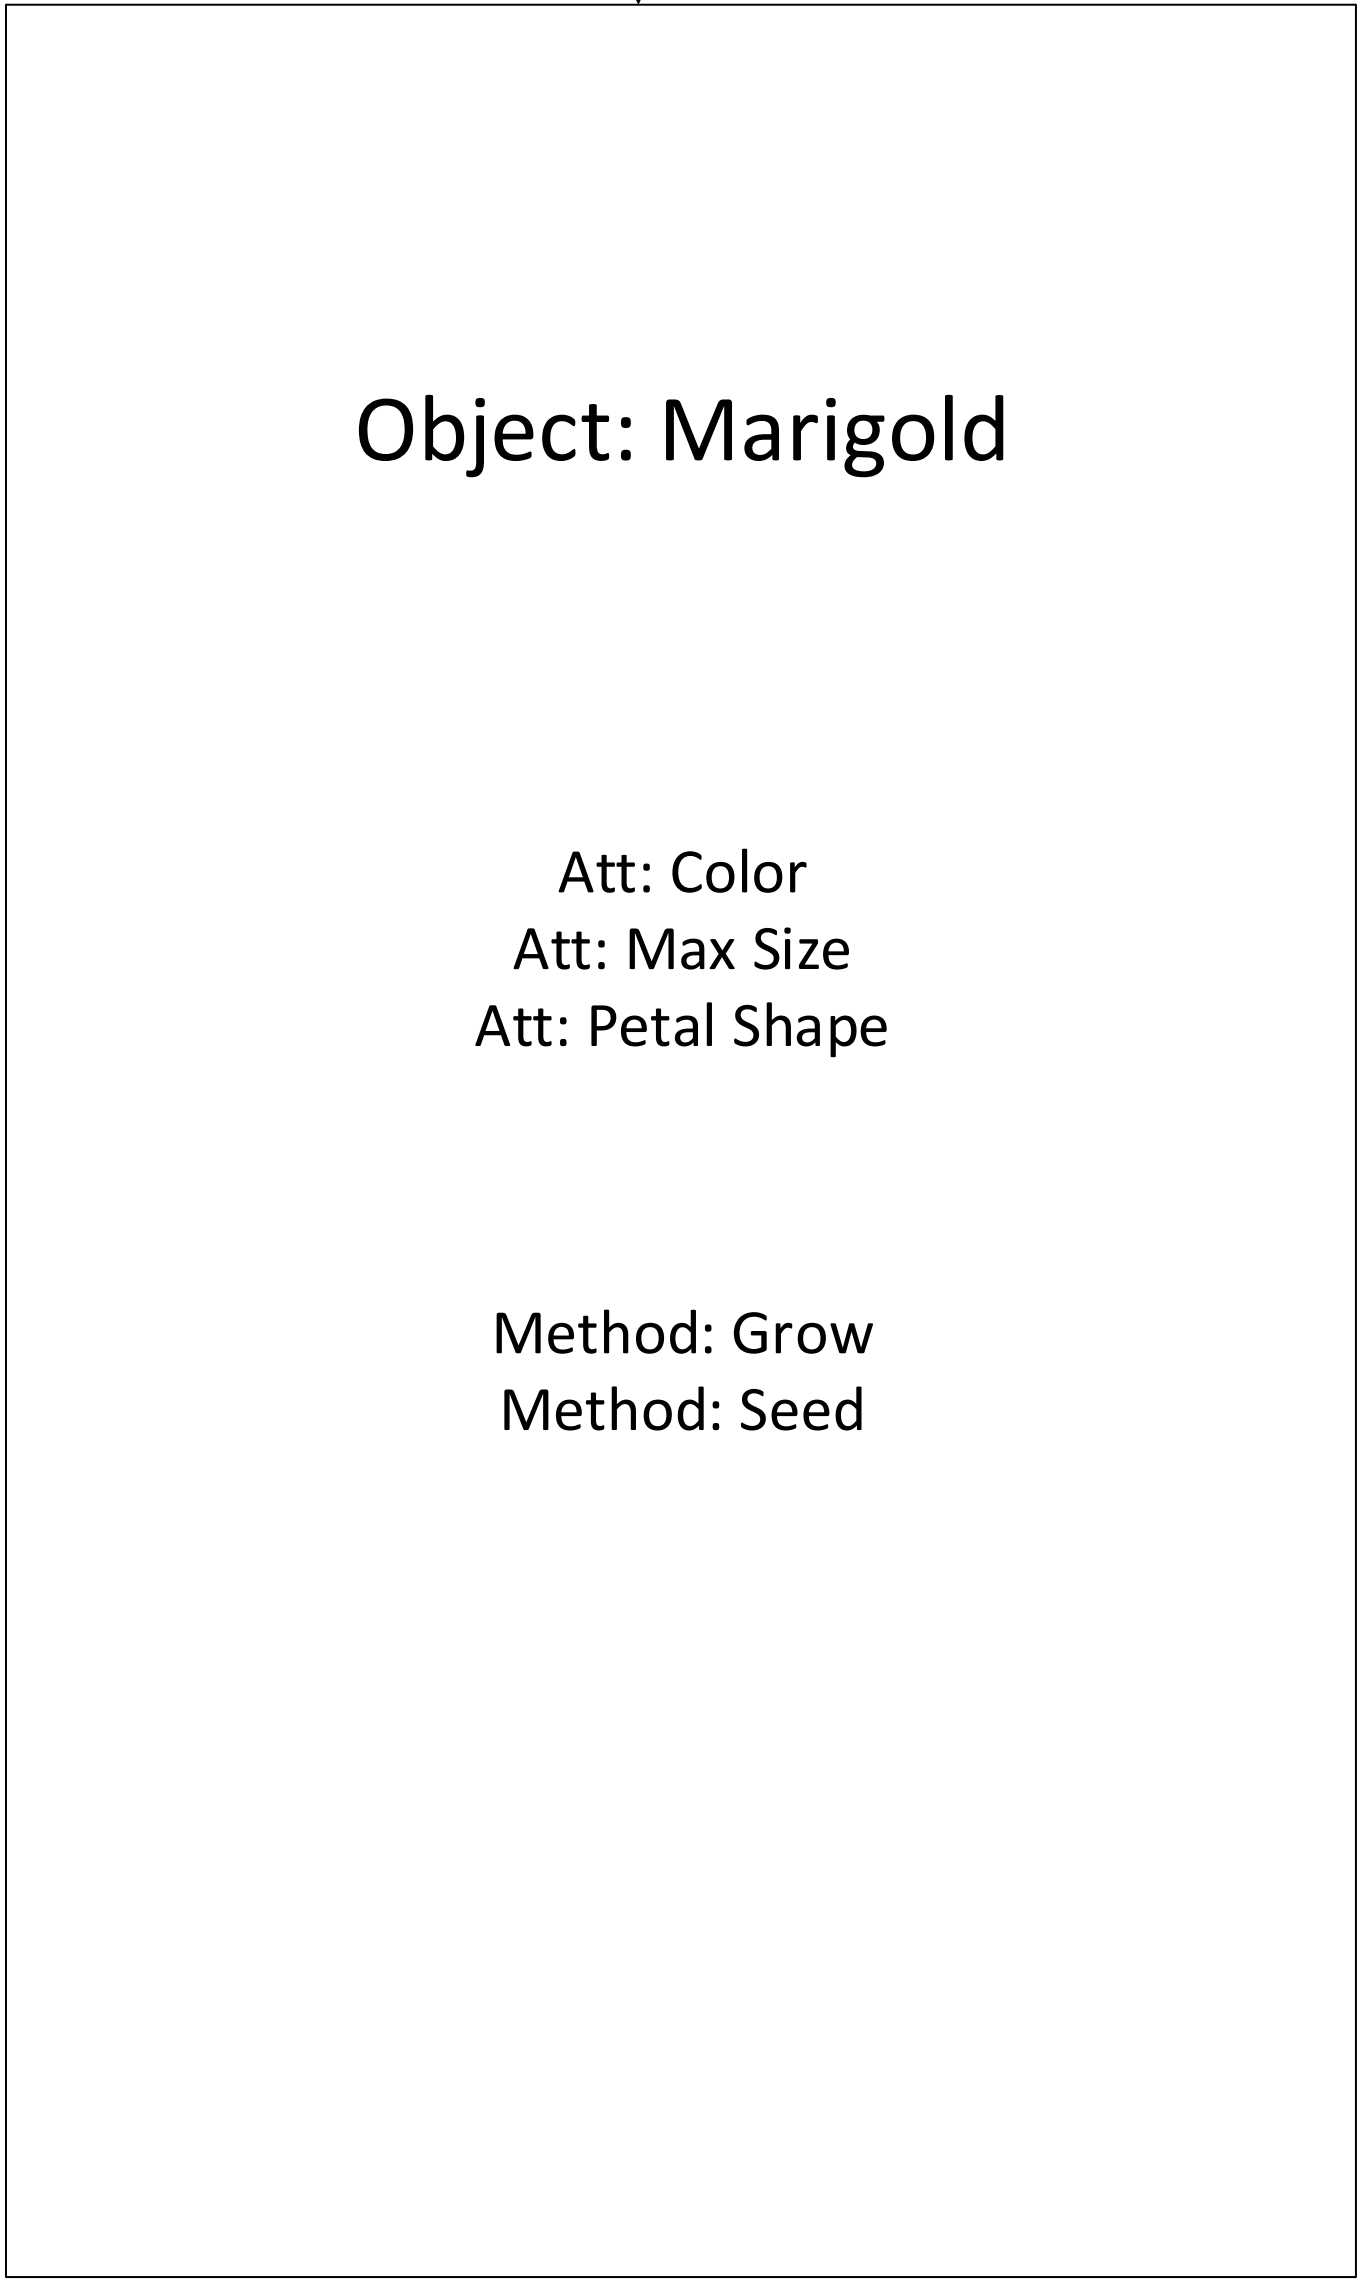 Object: Marigold
Att: Color
Att: Max Size
Att: Petal Shape
Method: Grow
Method: Seed